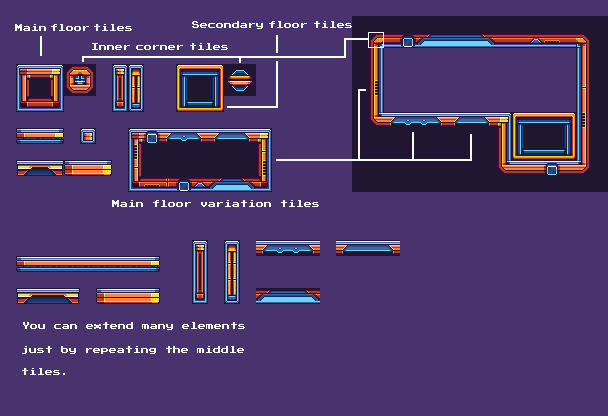 Main floor tiles
Secondary floor tiles
Inner corner tiles
Main floor variation tiles
You can extend many elements
just by repeating the middle
tiles.